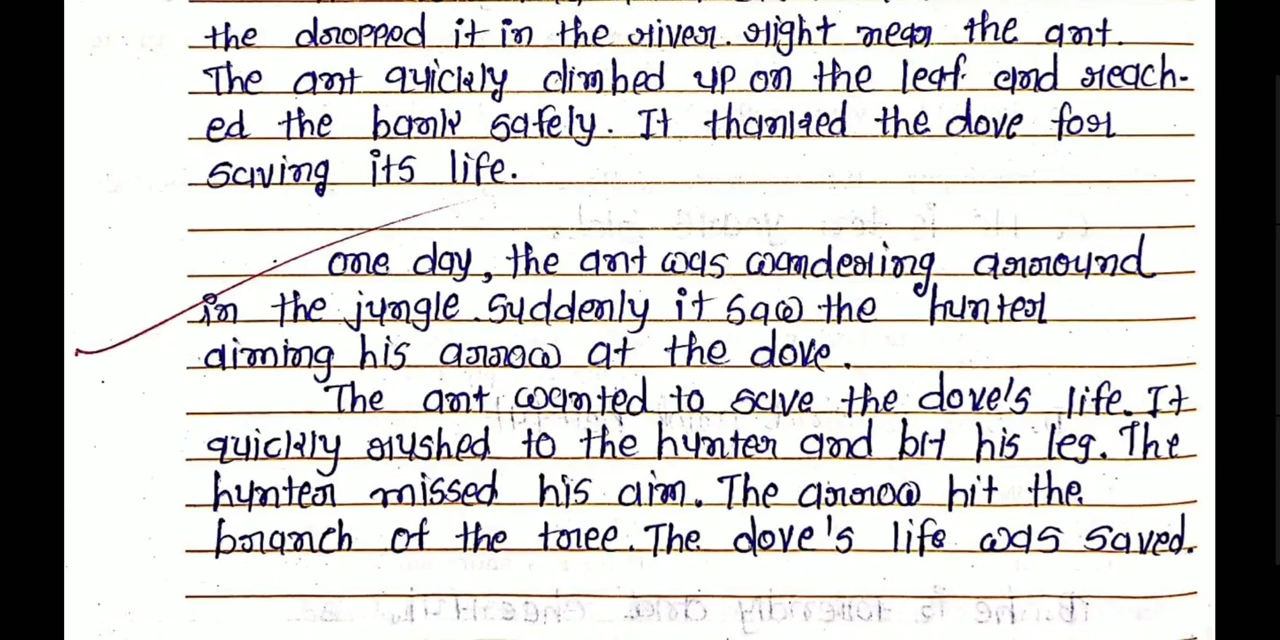 the dropped it in the river. right near the ant.
The ant quickly climbed up on the leaf and reach-
ed the bank safely. It thanked the dove for
saving its life.
one day, the ant was wandering arround
in the jungle. Suddenly it saw the hunter
aiming his arrow at the dove.
The ant wanted to save the dove's life. It
quickly rushed to the hunter and bit his leg. The
hunter missed his aim. The arrow hit the
branch of the tree. The dove's life was saved.